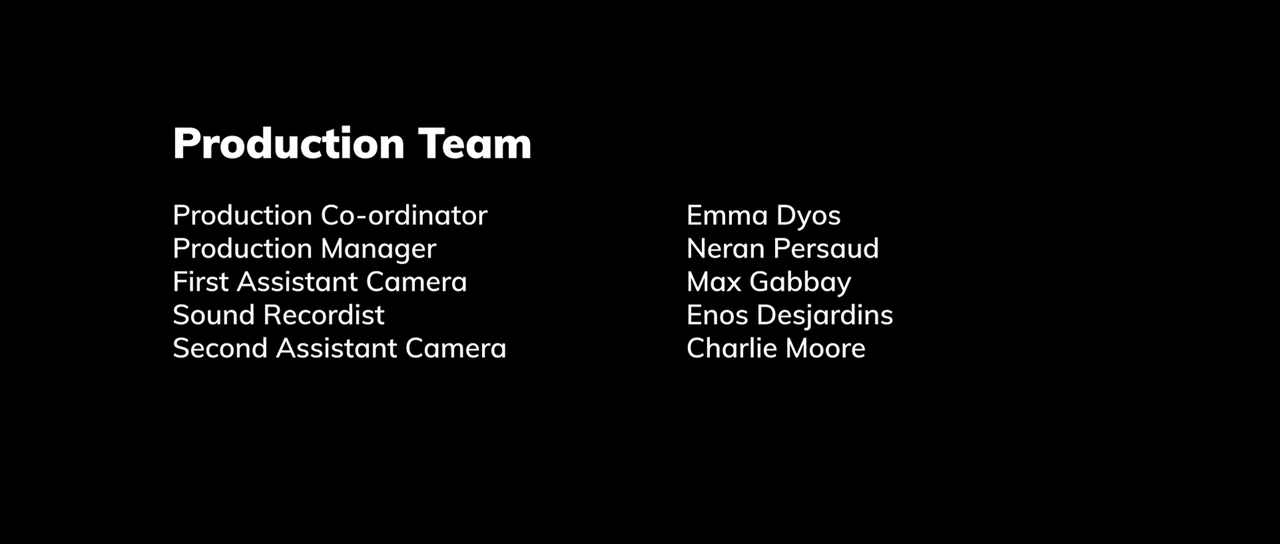 Production Team
Production Co-ordinator Emma Dyos
Production Manager Neran Persaud
First Assistant Camera Max Gabbay
Sound Recordist Enos Desjardins
Second Assistant Camera Charlie Moore